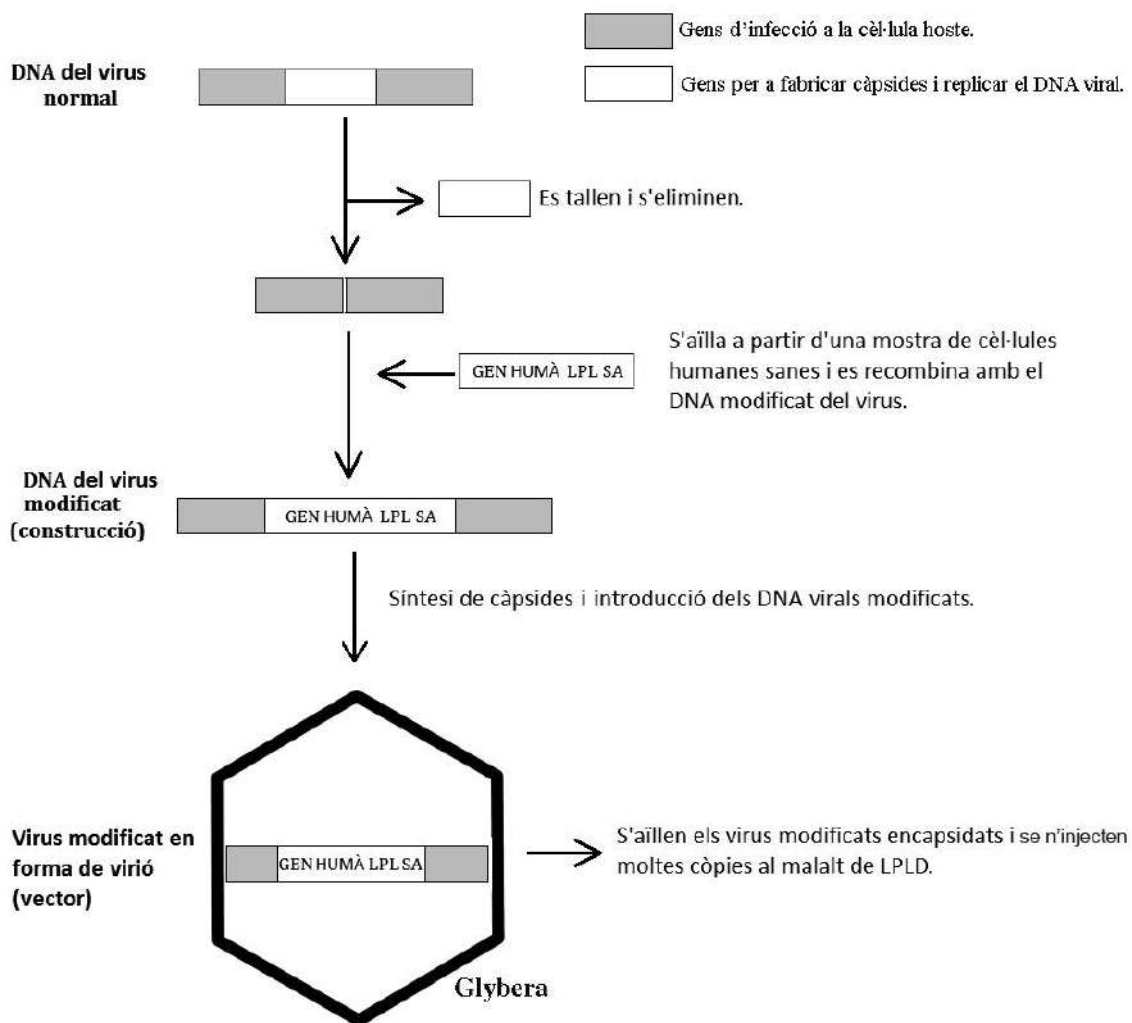 Gens d'infecció a la cèl·lula hoste.
DNA del virus
normal
Gens per a fabricar càpsides i replicar el DNA viral.
Es tallen i s'eliminen.
S'aïlla a partir d'una mostra de cèl·lules
humanes sanes i es recombina amb el
DNA modificat del virus.
GEN HUMÀ LPL SA
DNA del virus
modificat
(construcció)
GEN HUMÀ LPL SA
Síntesi de càpsides i introducció dels DNA virals modificats.
Virus modificat en
forma de virió
(vector)
GEN HUMÀ LPL SA
S'aïllen els virus modificats encapsidats i se n'injecten
moltes còpies al malalt de LPLD.
Glybera